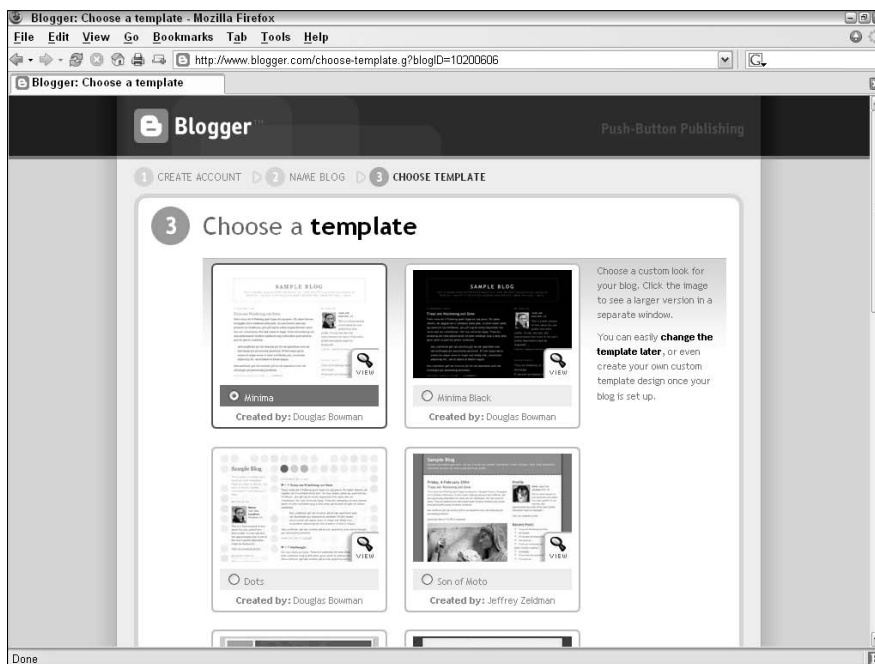 Blogger: Choose a template - Mozilla Firefox
File Edit View Go Bookmarks Tab Tools Help
http://www.blogger.com/choose-template.g?blogID=10200606
G
Blogger: Choose a template
Blogger™
Push-Button Publishing
1 CREATE ACCOUNT 2 NAME BLOG 3 CHOOSE TEMPLATE
3 Choose a template
Choose a custom look for
your blog. Click the image
to see a larger version in a
separate window.
You can easily change the
template later, or even
create your own custom
template design once your
blog is set up.
SAMPLE BLOG
VIEW
Minima
Created by: Douglas Bowman
SAMPLE BLOG
VIEW
Minima Black
Created by: Douglas Bowman
Sample Blog
VIEW
Dots
Created by: Douglas Bowman
Sample Blog
Friday, 6 February 2004
VIEW
Son of Moto
Created by: Jeffrey Zeldman
Done